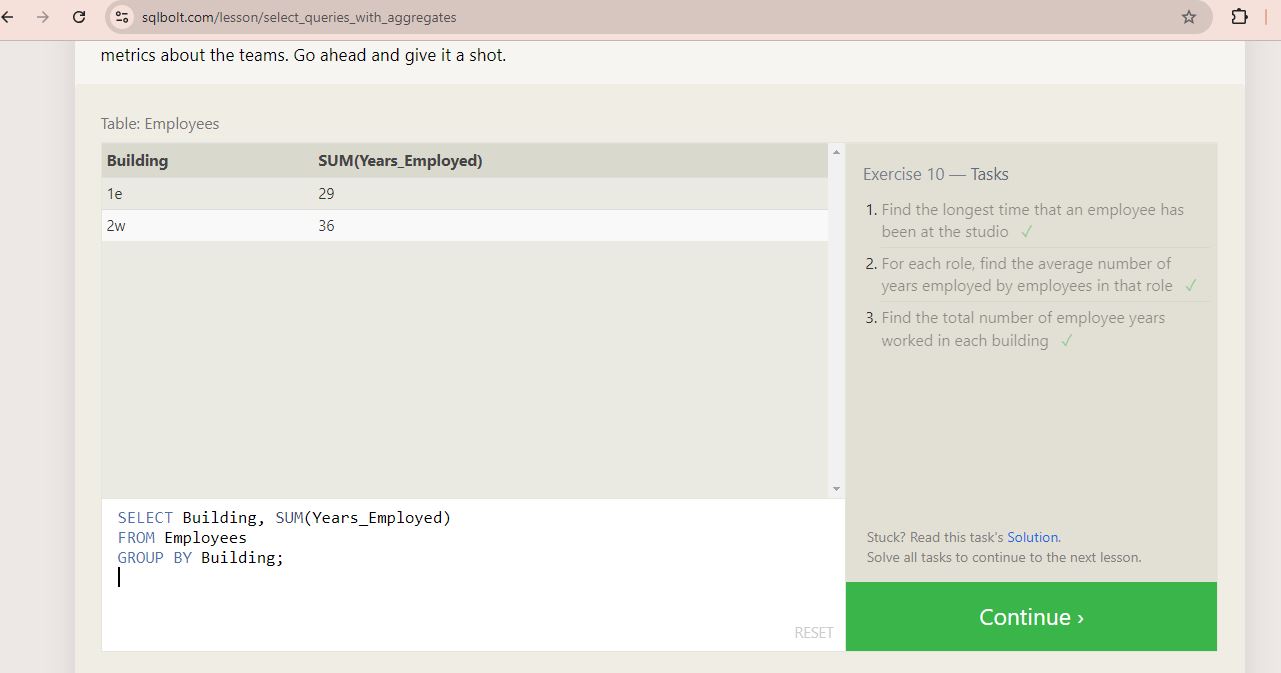 sqlbolt.com/lesson/select_queries_with_aggregates
metrics about the teams. Go ahead and give it a shot.
Table: Employees
Building SUM(Years_Employed)
1e 29
2w 36
SELECT Building, SUM(Years_Employed)
FROM Employees
GROUP BY Building;
RESET
Exercise 10 — Tasks
1. Find the longest time that an employee has
been at the studio ✓
2. For each role, find the average number of
years employed by employees in that role ✓
3. Find the total number of employee years
worked in each building ✓
Stuck? Read this task's Solution.
Solve all tasks to continue to the next lesson.
Continue ›